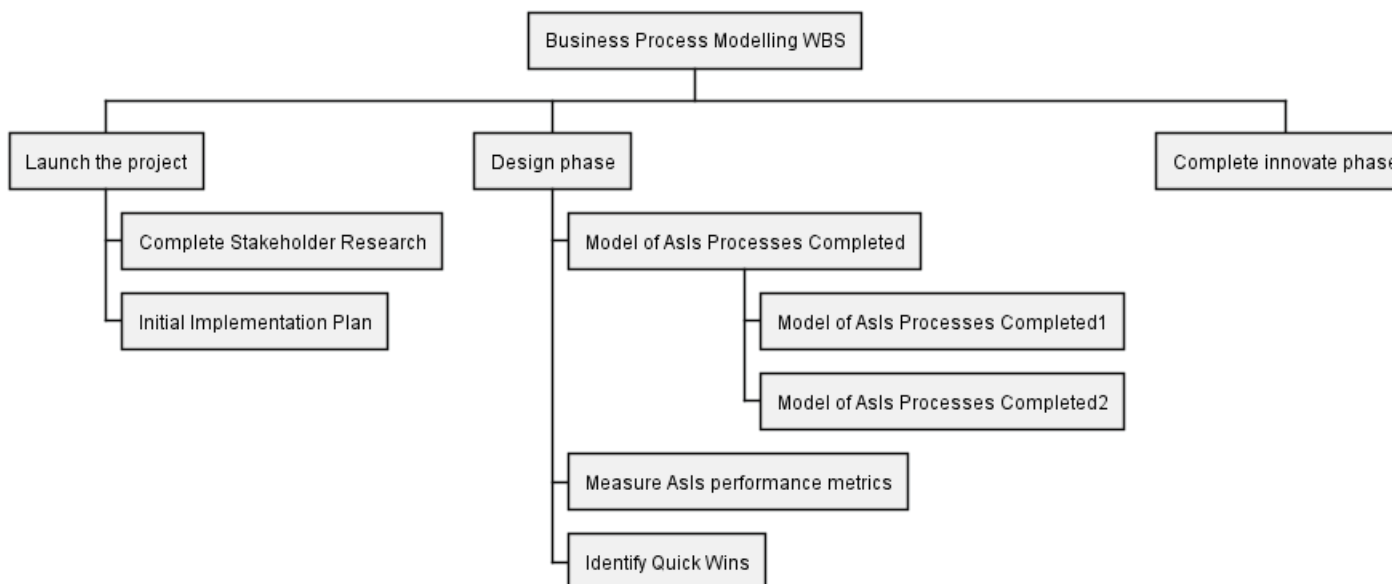 Business Process Modelling WBS
Launch the project
Design phase
Complete innovate phase
Complete Stakeholder Research
Model of AsIs Processes Completed
Initial Implementation Plan
Model of AsIs Processes Completed1
Model of AsIs Processes Completed2
Measure AsIs performance metrics
Identify Quick Wins